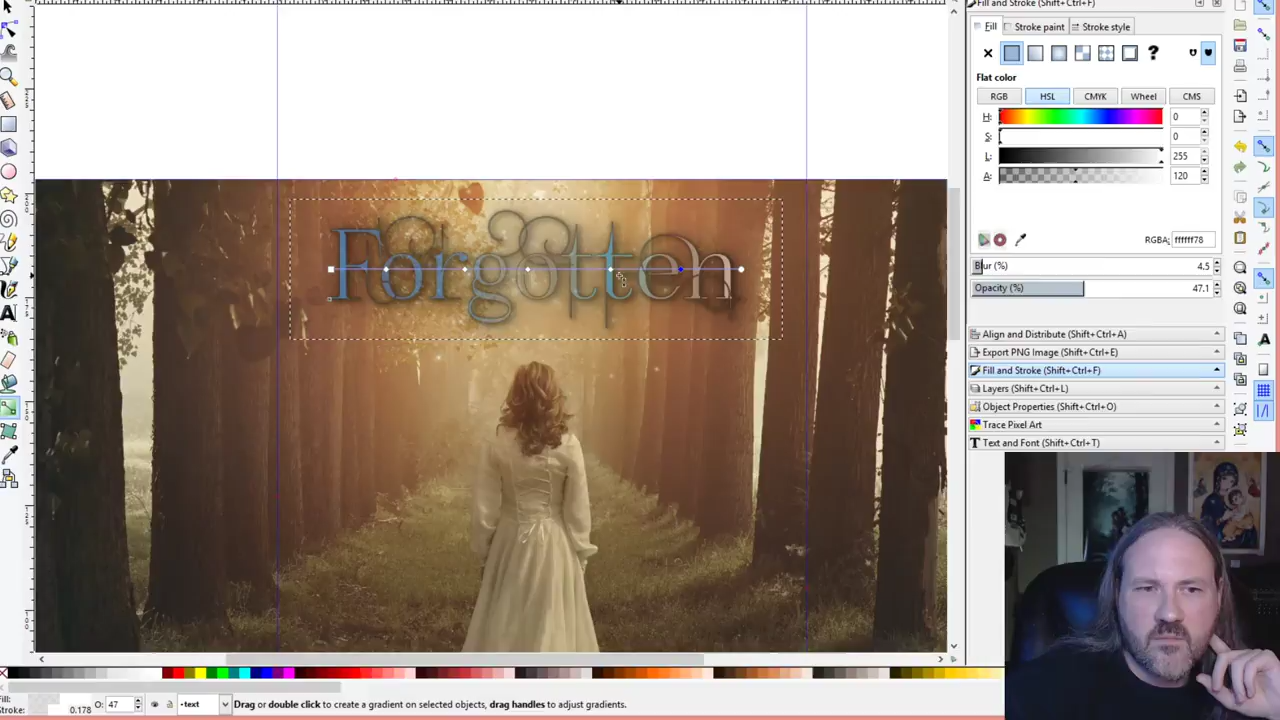 Fill and Stroke (Shift+Ctrl+F)
Fill
Stroke paint
Stroke style
Flat color
RGB
HSL
CMYK
Wheel
CMS
H:
0
S:
0
L:
255
A:
120
RGBA:
ffffff78
Blur (%)
4.5
Opacity (%)
47.1
Align and Distribute (Shift+Ctrl+A)
Export PNG Image (Shift+Ctrl+E)
Fill and Stroke (Shift+Ctrl+F)
Layers (Shift+Ctrl+L)
Object Properties (Shift+Ctrl+O)
Trace Pixel Art
Text and Font (Shift+Ctrl+T)
Forgotten
Fill:
Stroke:
0.178
O:
47
•text
Drag or double click to create a gradient on selected objects, drag handles to adjust gradients.